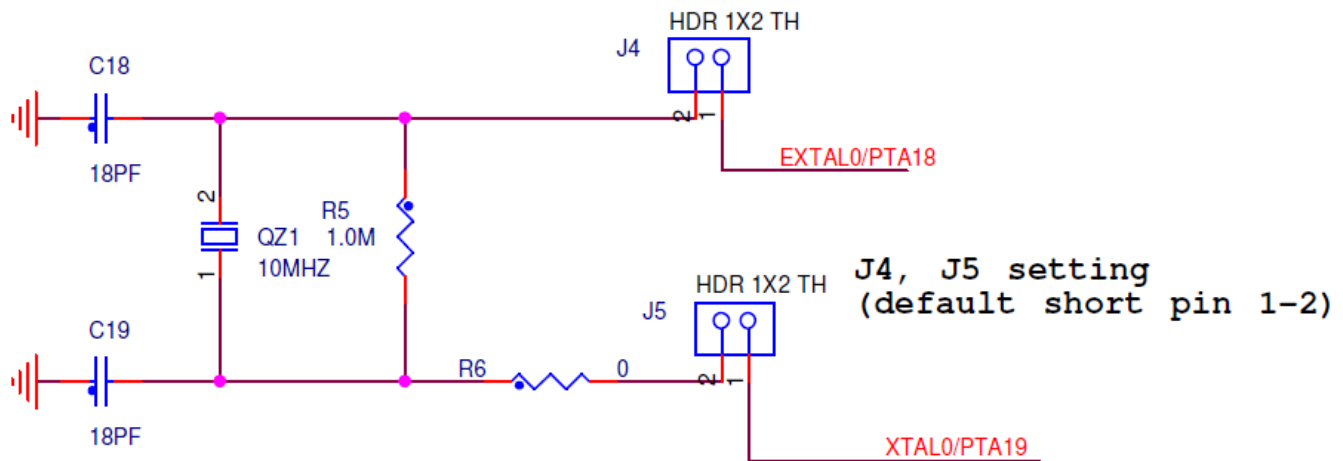 HDR 1X2 TH
J4
C18
2
1
18PF
EXTAL0/PTA18
2
R5
QZ1
1.0M
1
10MHZ
J4, J5 setting
(default short pin 1-2)
HDR 1X2 TH
J5
C19
R6
0
2
1
18PF
XTAL0/PTA19